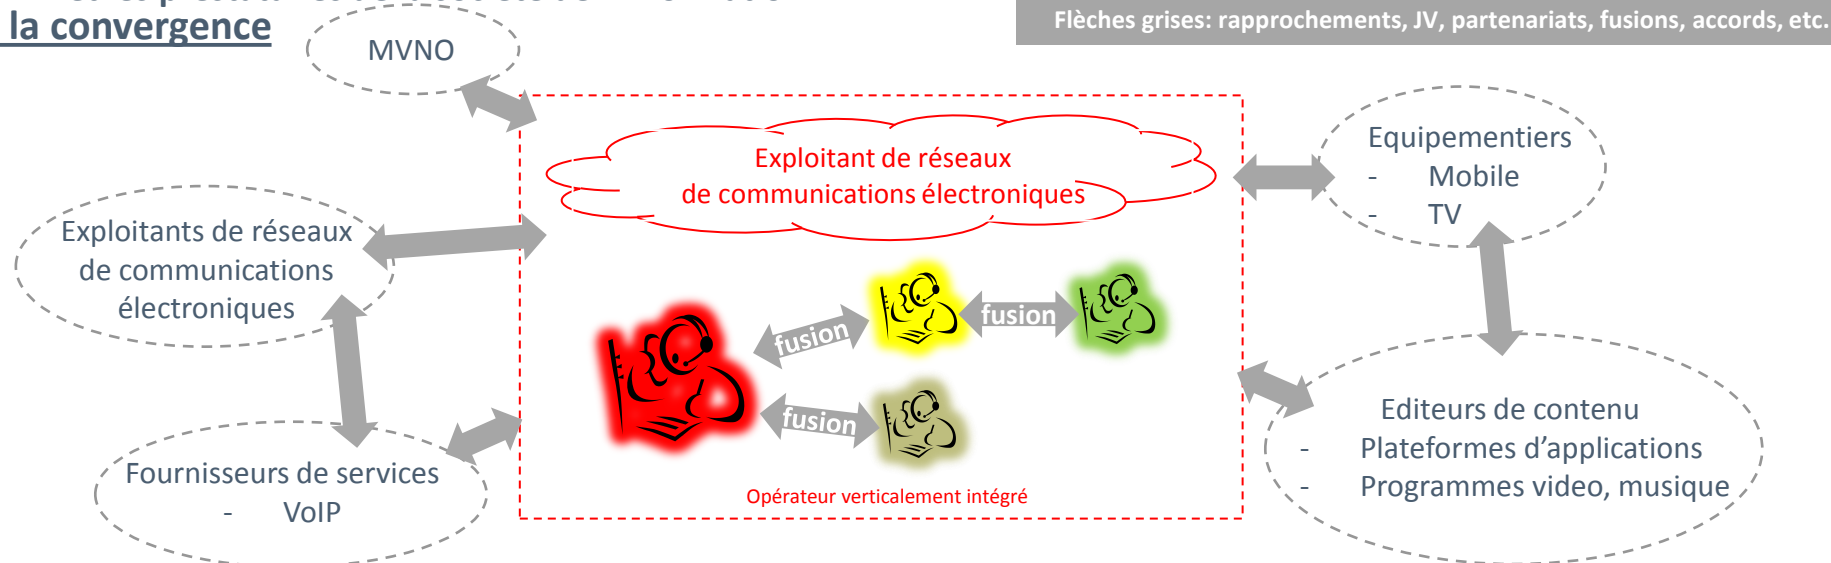 la convergence
Flèches grises: rapprochements, JV, partenariats, fusions, accords, etc.
MVNO
Exploitant de réseaux
de communications électroniques
Equipementiers
- Mobile
- TV
Exploitants de réseaux
de communications
électroniques
fusion
fusion
fusion
Editeurs de contenu
- Plateformes d’applications
- Programmes video, musique
Fournisseurs de services
- VoIP
Opérateur verticalement intégré